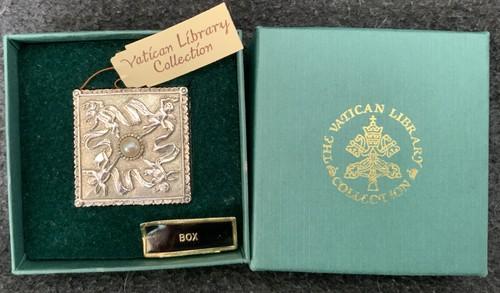 Vatican Library
Collection
BOX
THE VATICAN LIBRARY
COLLECTION